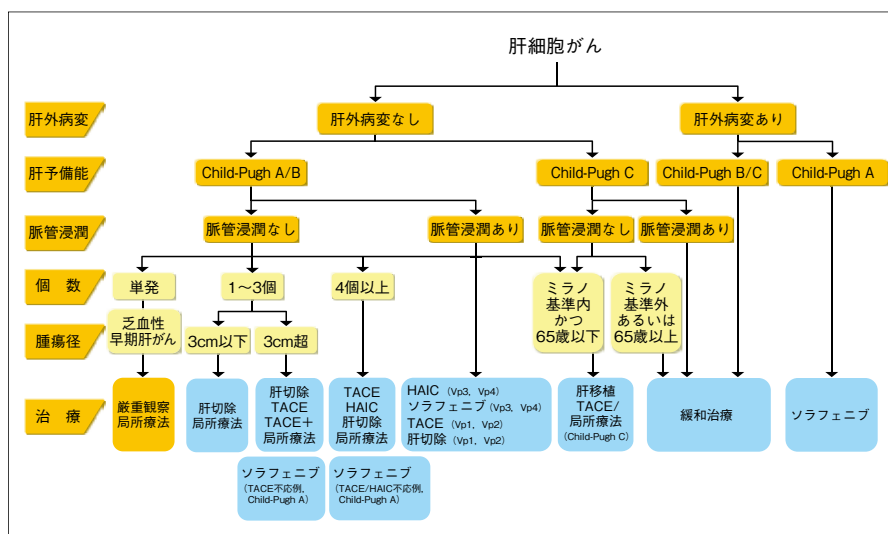 肝細胞がん
肝外病変
肝外病変なし
肝外病変あり
肝予備能
Child-Pugh A/B
Child-Pugh C
Child-Pugh B/C
Child-Pugh A
脈管浸潤
脈管浸潤なし
脈管浸潤あり
脈管浸潤なし
脈管浸潤あり
個 数
単発
1〜3個
4個以上
ミラノ
基準内
かつ
65歳以下
ミラノ
基準外
あるいは
65歳以上
腫瘍径
乏血性
早期肝がん
3cm以下
3cm超
治 療
厳重観察
局所療法
肝切除
局所療法
肝切除
TACE
TACE+
局所療法
TACE
HAIC
肝切除
局所療法
HAIC (Vp3, Vp4)
ソラフェニブ (Vp3, Vp4)
TACE (Vp1, Vp2)
肝切除 (Vp1, Vp2)
肝移植
TACE/
局所療法
(Child-Pugh C)
緩和治療
ソラフェニブ
ソラフェニブ
(TACE不応例,
Child-Pugh A)
ソラフェニブ
(TACE/HAIC不応例,
Child-Pugh A)